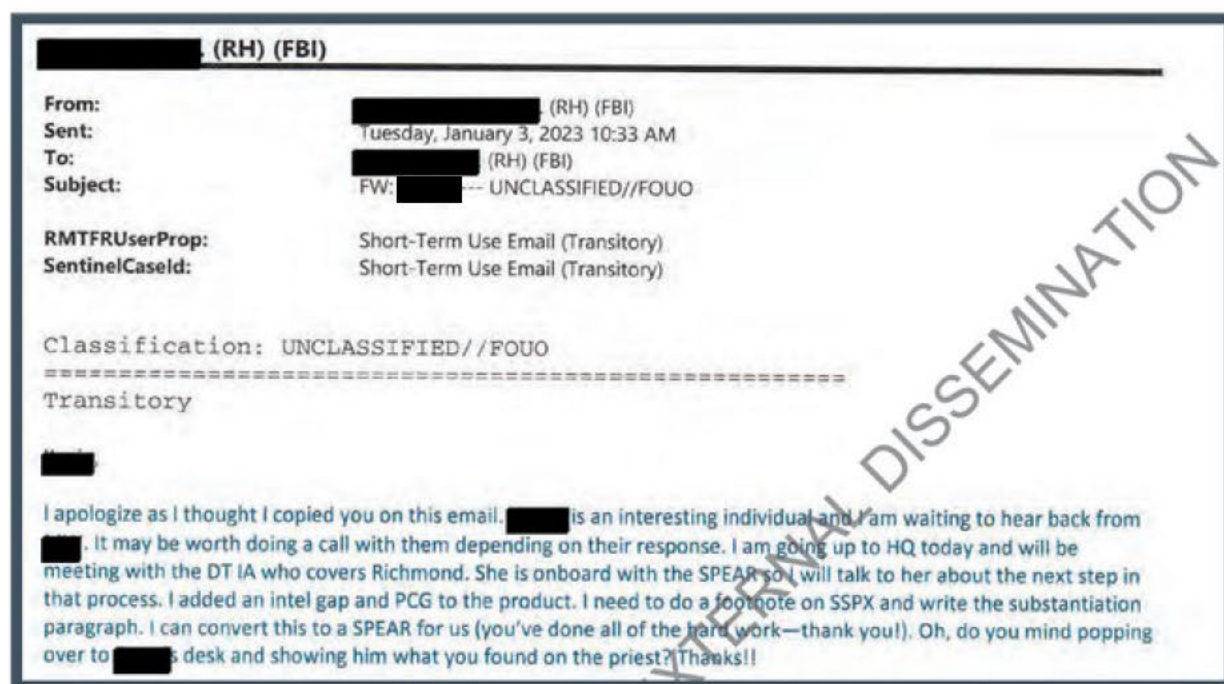 (RH) (FBI)
From: (RH) (FBI)
Sent: Tuesday, January 3, 2023 10:33 AM
To: (RH) (FBI)
Subject: FW: --- UNCLASSIFIED//FOUO
RMTFRUserProp: Short-Term Use Email (Transitory)
SentinelCaseId: Short-Term Use Email (Transitory)
Classification: UNCLASSIFIED//FOUO
==========================================================
Transitory
I apologize as I thought I copied you on this email. is an interesting individual and I am waiting to hear back from
. It may be worth doing a call with them depending on their response. I am going up to HQ today and will be
meeting with the DT IA who covers Richmond. She is onboard with the SPEAR so I will talk to her about the next step in
that process. I added an intel gap and PCG to the product. I need to do a footnote on SSPX and write the substantiation
paragraph. I can convert this to a SPEAR for us (you've done all of the hard work—thank you!). Oh, do you mind popping
over to s desk and showing him what you found on the priest? Thanks!!
EXTERNAL DISSEMINATION